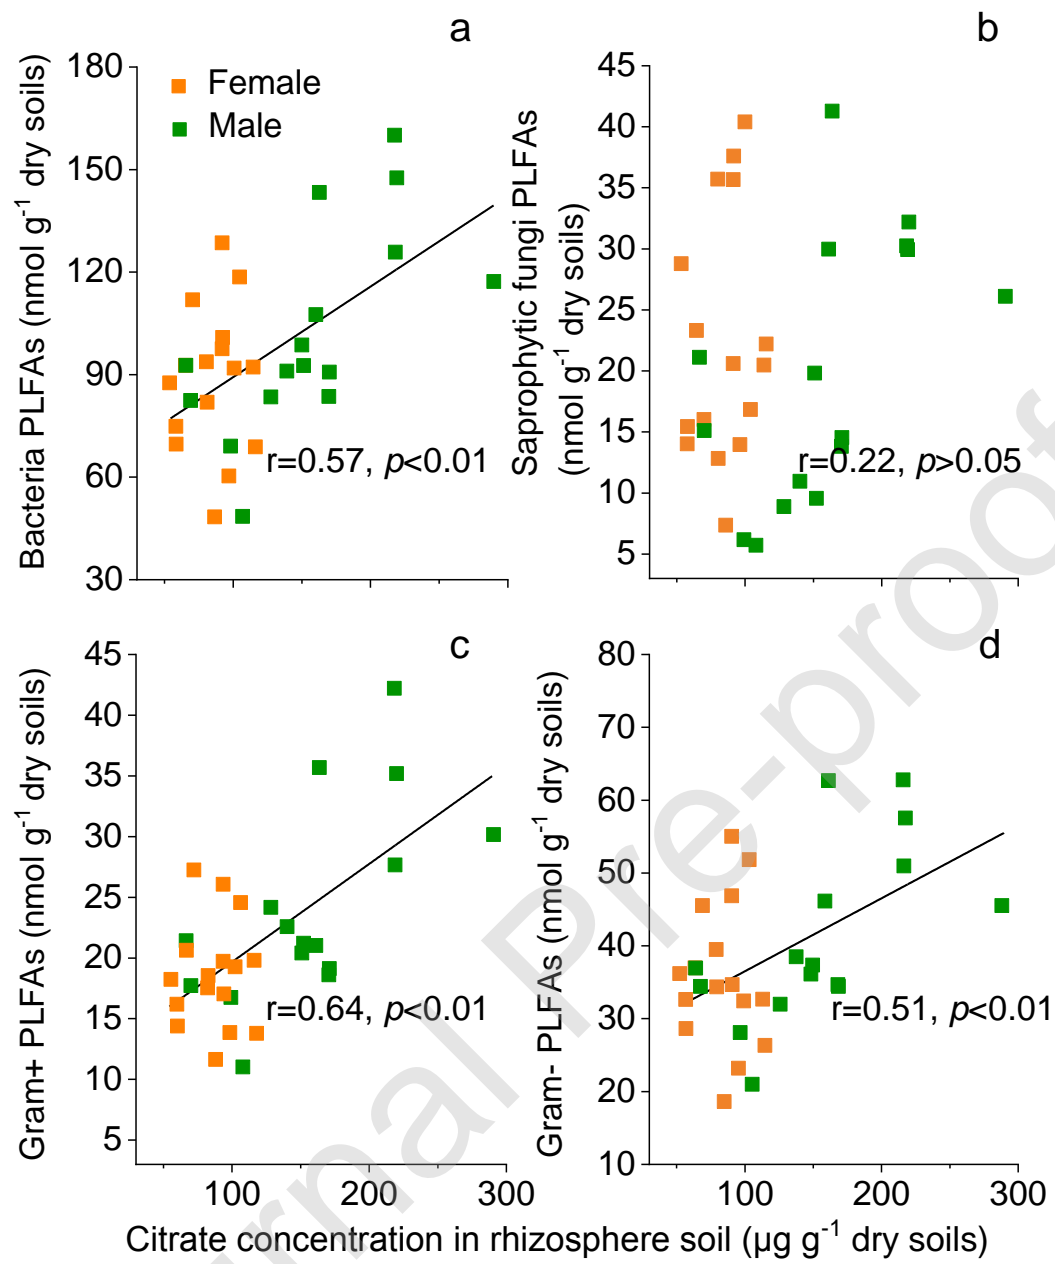 a
b
180
150
120
90
60
30
Bacteria PLFAs (nmol g⁻¹ dry soils)
Female
Male
r=0.57, p<0.01
45
40
35
30
25
20
15
10
5
Saprophytic fungi PLFAs
(nmol g⁻¹ dry soils)
r=0.22, p>0.05
c
d
45
40
35
30
25
20
15
10
5
Gram+ PLFAs (nmol g⁻¹ dry soils)
r=0.64, p<0.01
100
200
300
80
70
60
50
40
30
20
10
Gram- PLFAs (nmol g⁻¹ dry soils)
r=0.51, p<0.01
100
200
300
Citrate concentration in rhizosphere soil (µg g⁻¹ dry soils)
rnal Pre-proof